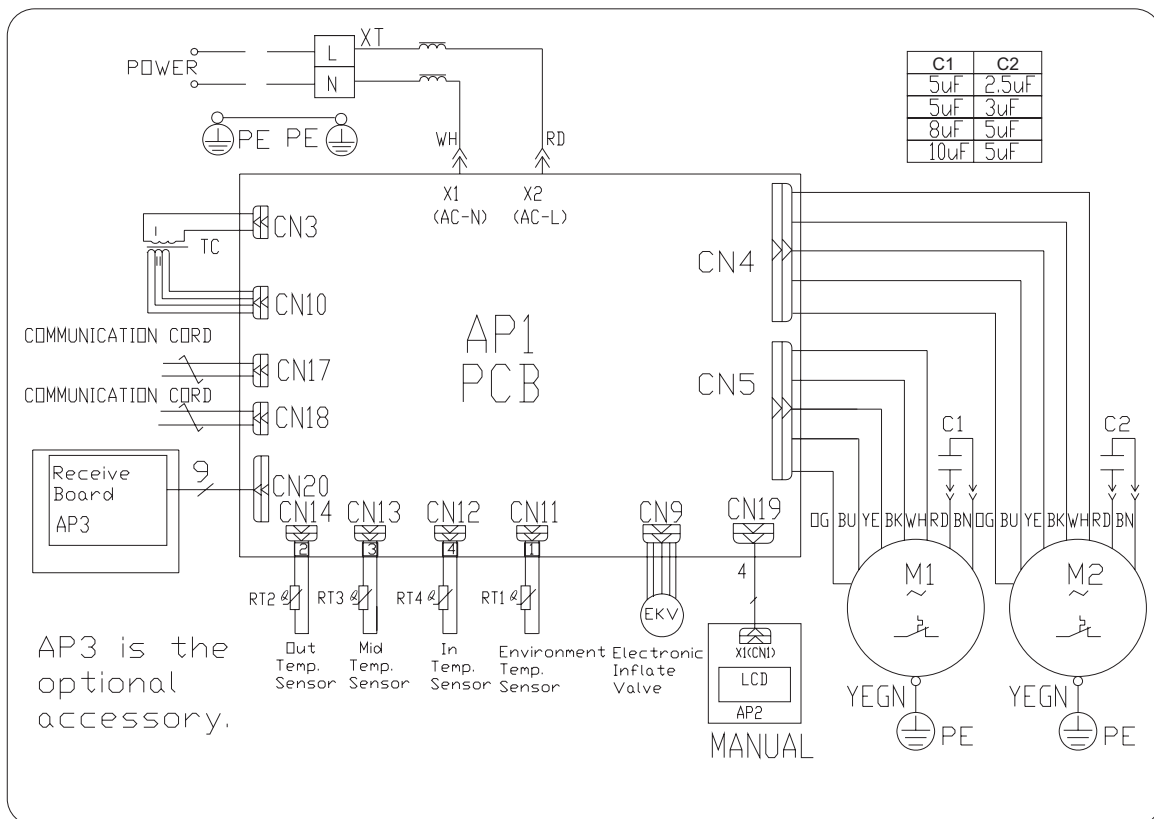 POWER
L
XT
N
PE PE
WH
RD
X1
(AC-N)
X2
(AC-L)
C1 C2
5uF 2.5uF
5uF 3uF
8uF 5uF
10uF 5uF
I
TC
II
CN3
CN10
COMMUNICATION CORD
CN17
COMMUNICATION CORD
CN18
AP1
PCB
CN4
CN5
Receive
Board
AP3
9
CN20
CN14
CN13
CN12
CN11
CN9
CN19
2
3
4
1
4
RT2
RT3
RT4
RT1
EKV
Out
Temp.
Sensor
Mid
Temp.
Sensor
In
Temp.
Sensor
Environment
Temp.
Sensor
Electronic
Inflate
Valve
X1(CN1)
LCD
AP2
MANUAL
C1
C2
OG BU YE BK WH RD BN
OG BU YE BK WH RD BN
M1
~
M2
~
YEGN
PE
YEGN
PE
AP3 is the
optional
accessory.